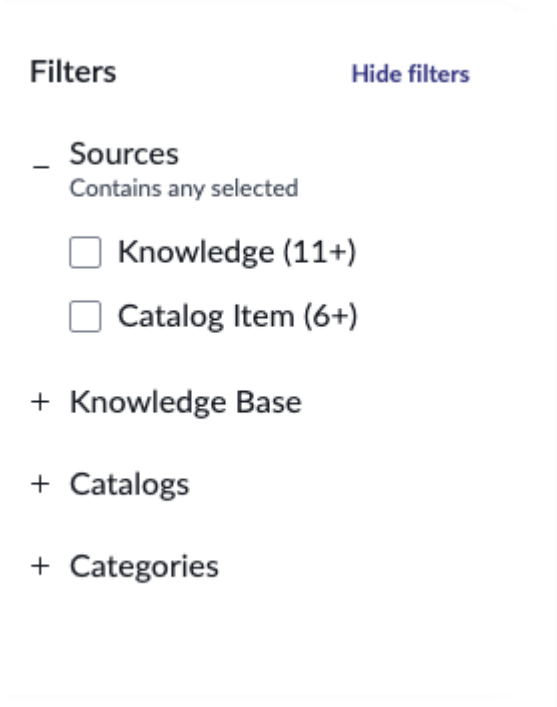 Filters Hide filters
_ Sources
Contains any selected
Knowledge (11+)
Catalog Item (6+)
+ Knowledge Base
+ Catalogs
+ Categories